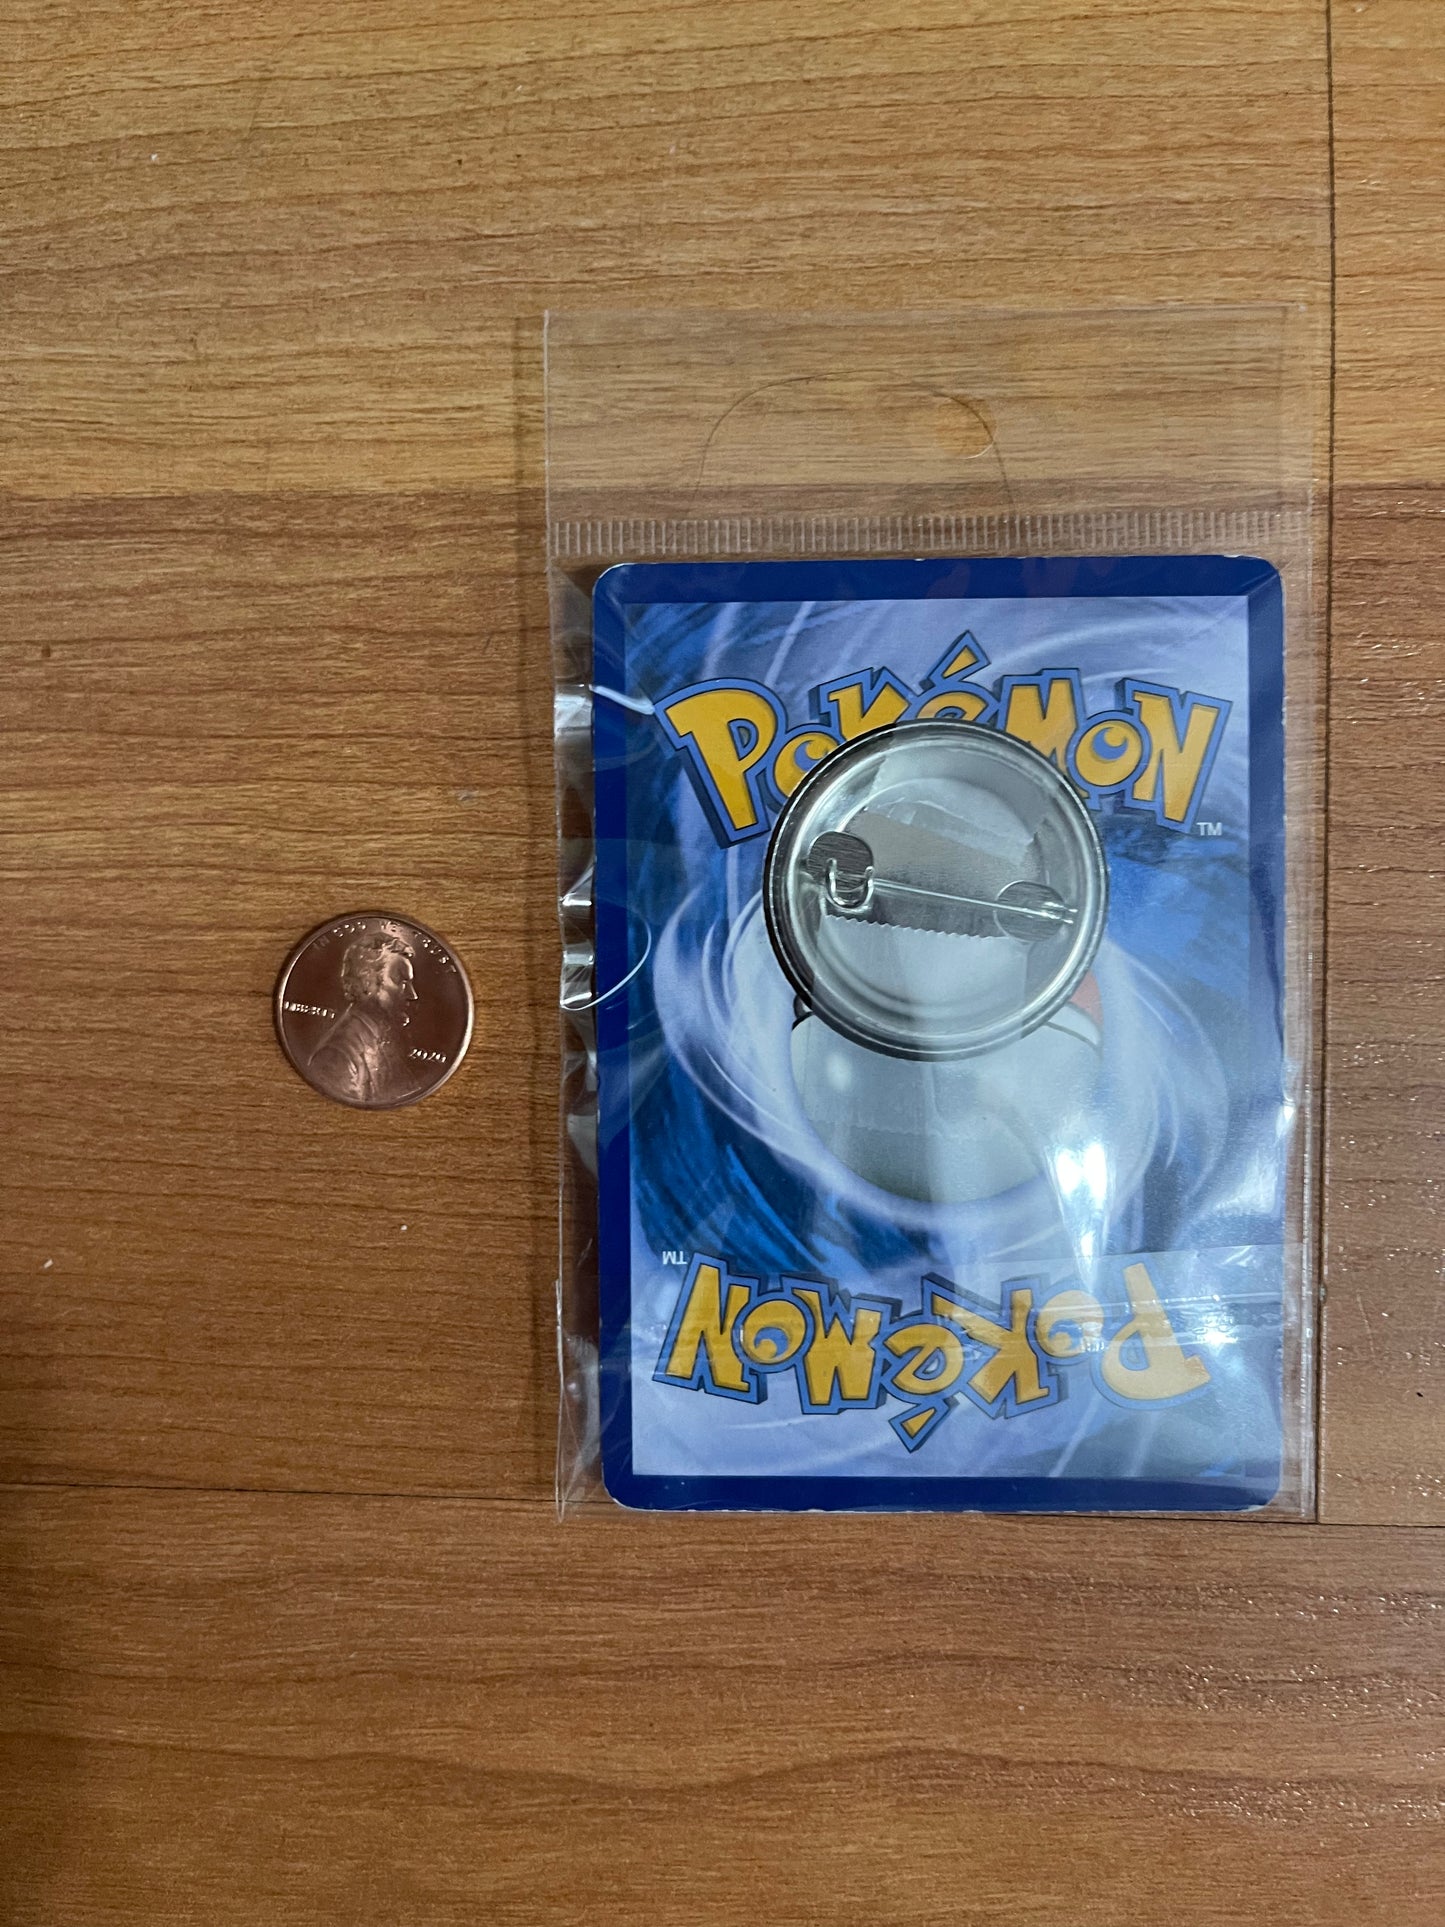 POKéMON
TM
IN GOD WE TRUST
LIBERTY
2020
TM
POKéMON